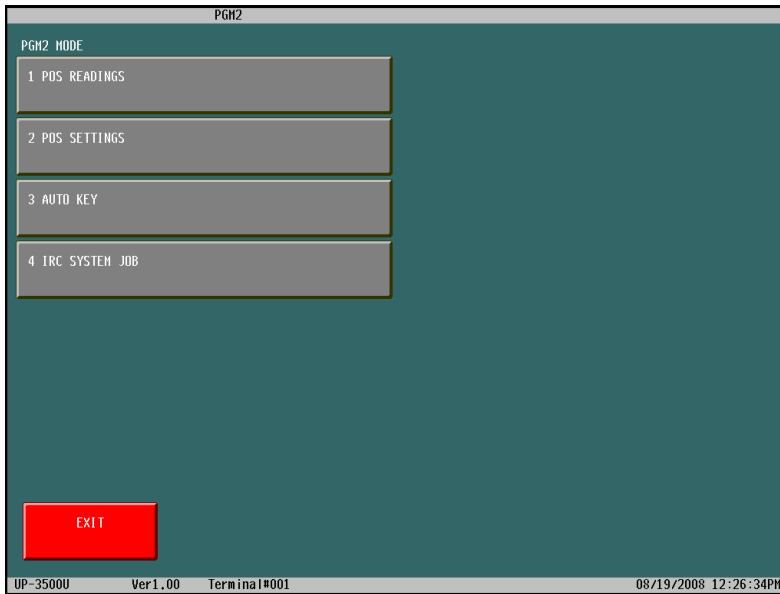 PGM2
PGM2 MODE
1 POS READINGS
2 POS SETTINGS
3 AUTO KEY
4 IRC SYSTEM JOB
EXIT
UP-3500U Ver1.00 Terminal#001 08/19/2008 12:26:34PM